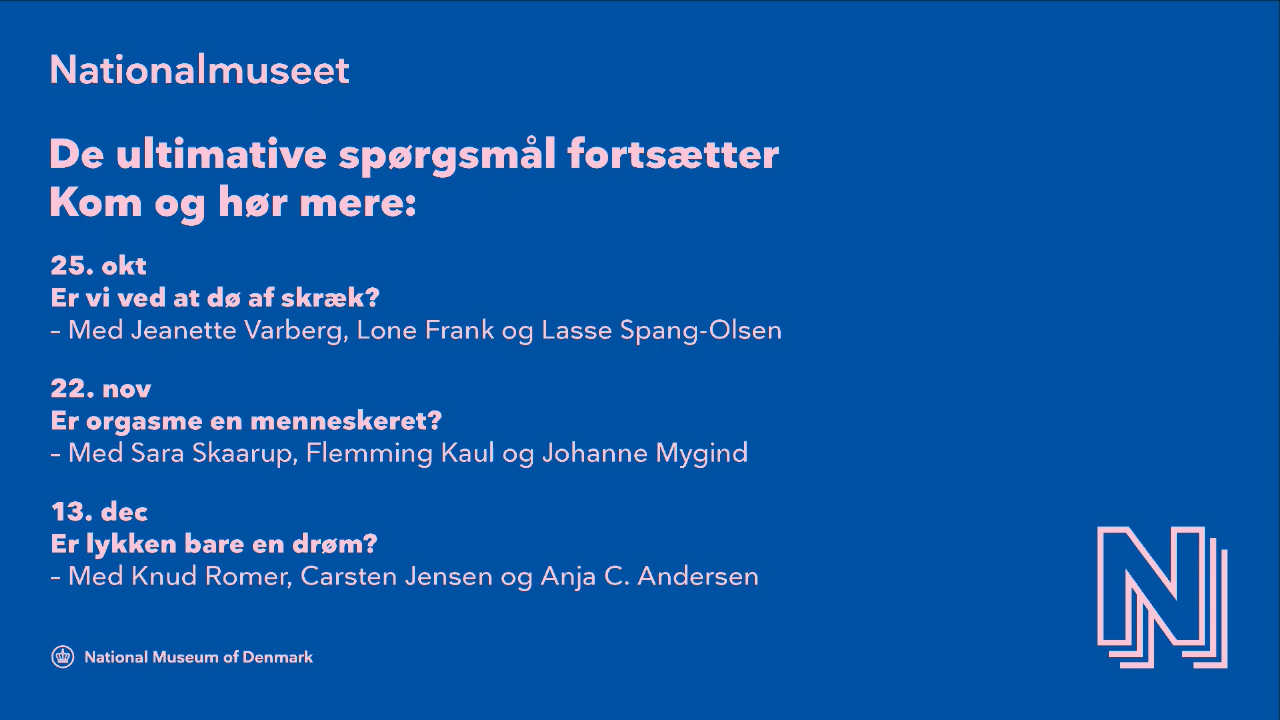 Nationalmuseet
De ultimative spørgsmål fortsætter
Kom og hør mere:
25. okt
Er vi ved at dø af skræk?
– Med Jeanette Varberg, Lone Frank og Lasse Spang-Olsen
22. nov
Er orgasme en menneskeret?
– Med Sara Skaarup, Flemming Kaul og Johanne Mygind
13. dec
Er lykken bare en drøm?
– Med Knud Romer, Carsten Jensen og Anja C. Andersen
National Museum of Denmark
N